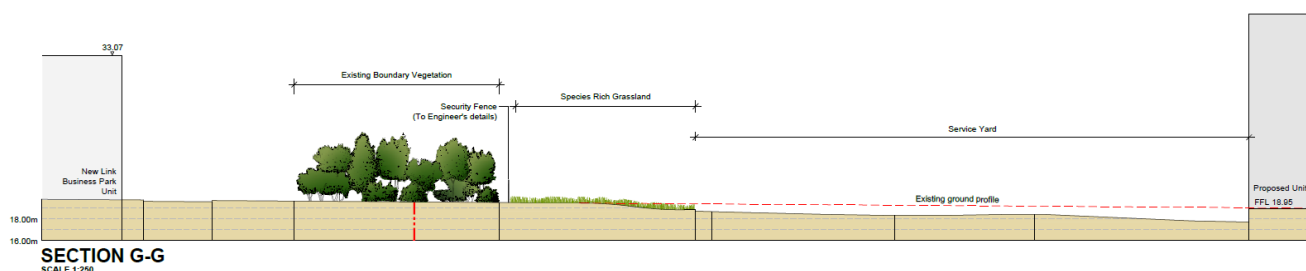 33.07
Existing Boundary Vegetation
Species Rich Grassland
Security Fence
(To Engineer's details)
Service Yard
New Link
Business Park
Unit
Proposed Unit
Existing ground profile
FFL 18.95
18.00m
16.00m
SECTION G-G
SCALE 1:250